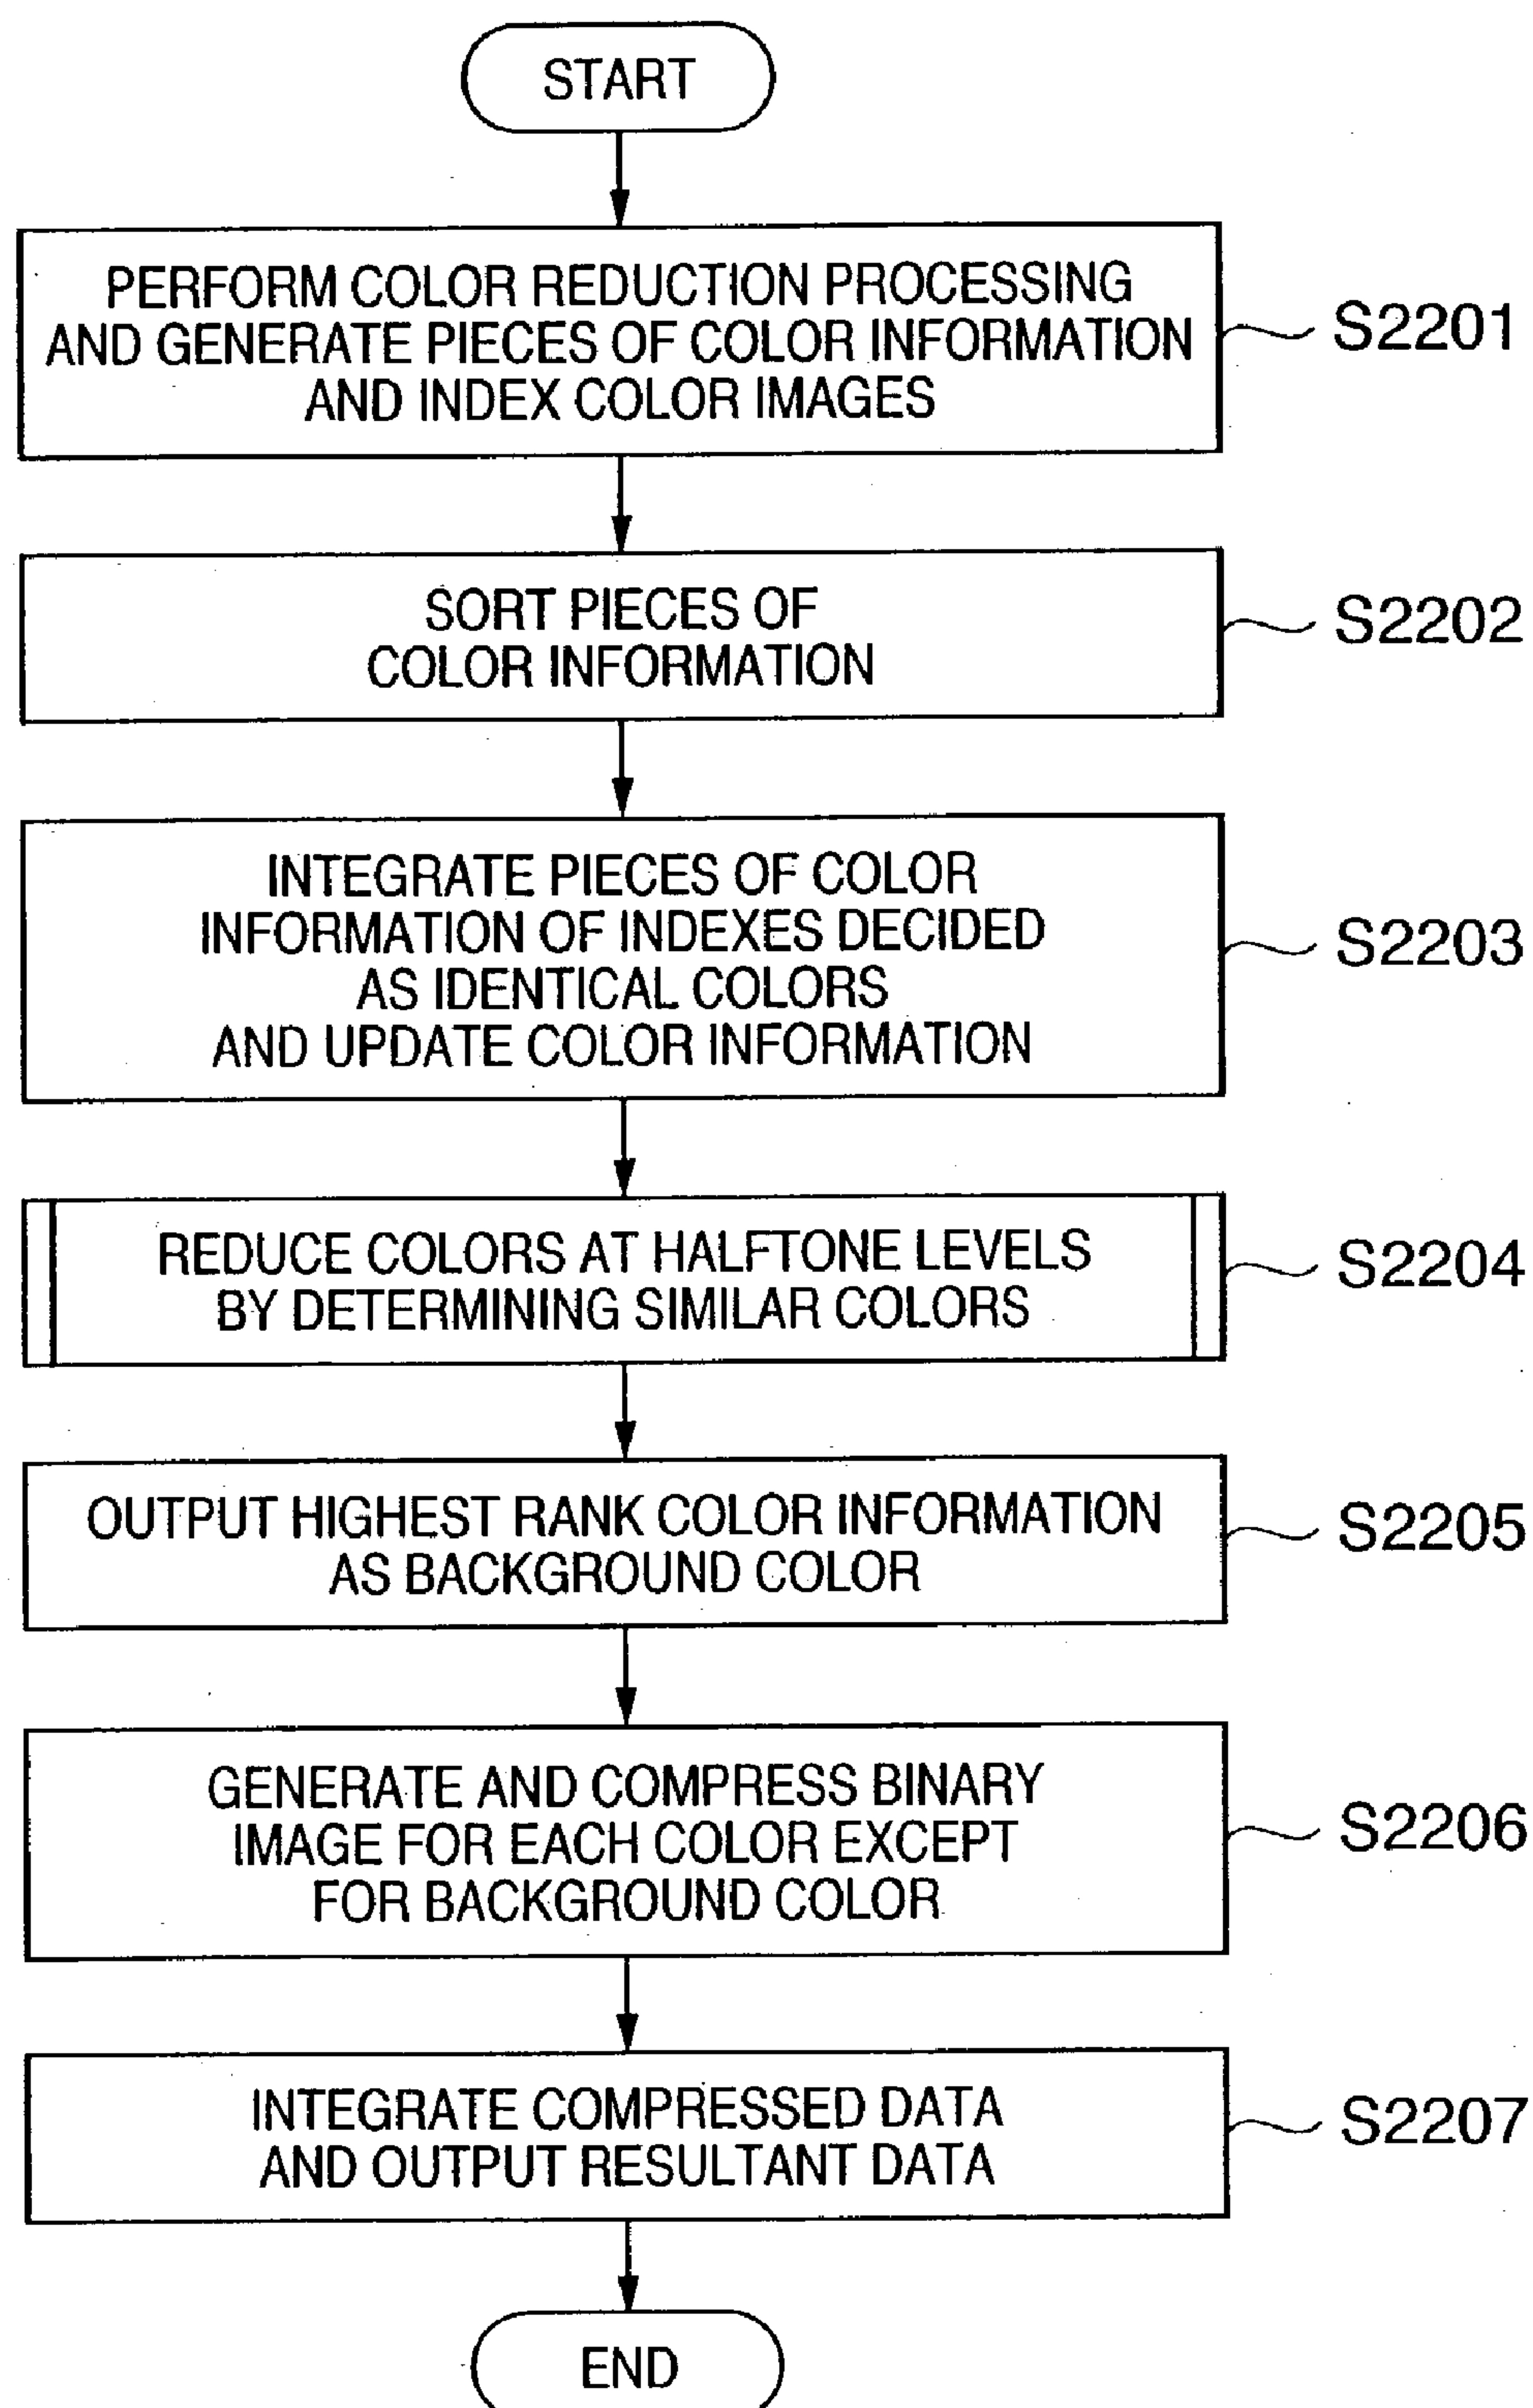 START
PERFORM COLOR REDUCTION PROCESSING
AND GENERATE PIECES OF COLOR INFORMATION
AND INDEX COLOR IMAGES
S2201
SORT PIECES OF
COLOR INFORMATION
S2202
INTEGRATE PIECES OF COLOR
INFORMATION OF INDEXES DECIDED
AS IDENTICAL COLORS
AND UPDATE COLOR INFORMATION
S2203
REDUCE COLORS AT HALFTONE LEVELS
BY DETERMINING SIMILAR COLORS
S2204
OUTPUT HIGHEST RANK COLOR INFORMATION
AS BACKGROUND COLOR
S2205
GENERATE AND COMPRESS BINARY
IMAGE FOR EACH COLOR EXCEPT
FOR BACKGROUND COLOR
S2206
INTEGRATE COMPRESSED DATA
AND OUTPUT RESULTANT DATA
S2207
END